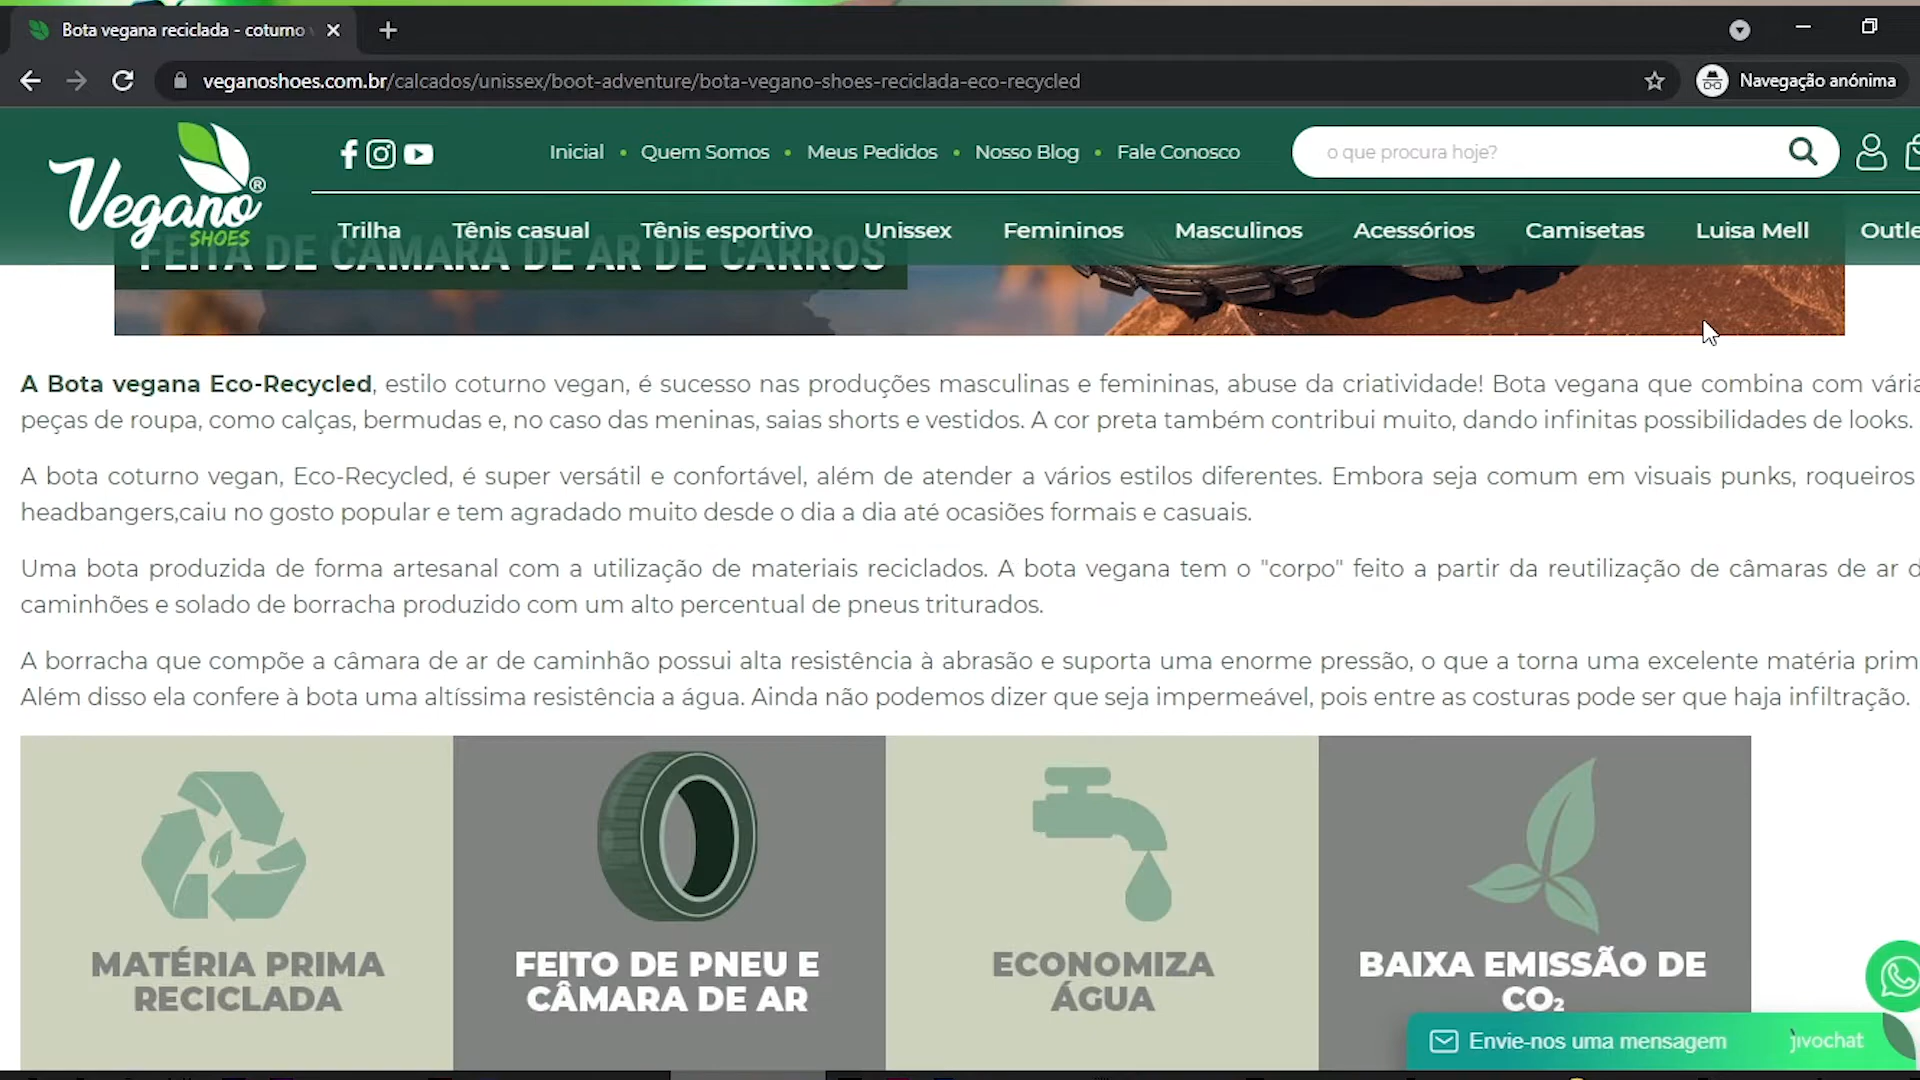 Bota vegana reciclada - coturno
veganoshoes.com.br/calcados/unissex/boot-adventure/bota-vegano-shoes-reciclada-eco-recycled
Navegação anónima
Vegano®
SHOES
Inicial • Quem Somos • Meus Pedidos • Nosso Blog • Fale Conosco
o que procura hoje?
Trilha Tênis casual Tênis esportivo Unissex Femininos Masculinos Acessórios Camisetas Luisa Mell
FEITA DE CÂMARA DE AR DE CARROS
A Bota vegana Eco-Recycled, estilo coturno vegan, é sucesso nas produções masculinas e femininas, abuse da criatividade! Bota vegana que combina com
peças de roupa, como calças, bermudas e, no caso das meninas, saias shorts e vestidos. A cor preta também contribui muito, dando infinitas possibilidades de looks.
A bota coturno vegan, Eco-Recycled, é super versátil e confortável, além de atender a vários estilos diferentes. Embora seja comum em visuais punks, roqueiros
headbangers,caiu no gosto popular e tem agradado muito desde o dia a dia até ocasiões formais e casuais.
Uma bota produzida de forma artesanal com a utilização de materiais reciclados. A bota vegana tem o "corpo" feito a partir da reutilização de câmaras de ar
caminhões e solado de borracha produzido com um alto percentual de pneus triturados.
A borracha que compõe a câmara de ar de caminhão possui alta resistência à abrasão e suporta uma enorme pressão, o que a torna uma excelente matéria
Além disso ela confere à bota uma altíssima resistência a água. Ainda não podemos dizer que seja impermeável, pois entre as costuras pode ser que haja infiltração.
MATÉRIA PRIMA
RECICLADA
FEITO DE PNEU E
CÂMARA DE AR
ECONOMIZA
ÁGUA
BAIXA EMISSÃO DE
CO₂
Envie-nos uma mensagem jivochat